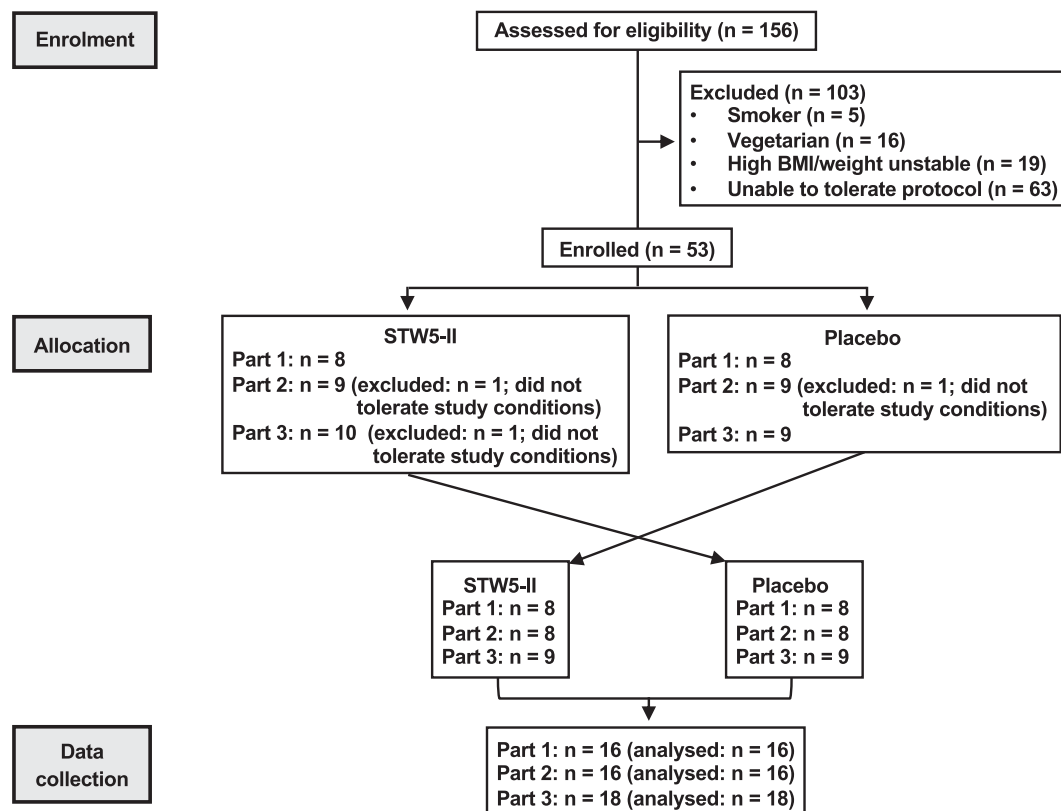 Enrolment
Assessed for eligibility (n = 156)
Excluded (n = 103)
• Smoker (n = 5)
• Vegetarian (n = 16)
• High BMI/weight unstable (n = 19)
• Unable to tolerate protocol (n = 63)
Enrolled (n = 53)
Allocation
STW5-II
Part 1: n = 8
Part 2: n = 9 (excluded: n = 1; did not
tolerate study conditions)
Part 3: n = 10 (excluded: n = 1; did not
tolerate study conditions)
Placebo
Part 1: n = 8
Part 2: n = 9 (excluded: n = 1; did not
tolerate study conditions)
Part 3: n = 9
STW5-II
Part 1: n = 8
Part 2: n = 8
Part 3: n = 9
Placebo
Part 1: n = 8
Part 2: n = 8
Part 3: n = 9
Data
collection
Part 1: n = 16 (analysed: n = 16)
Part 2: n = 16 (analysed: n = 16)
Part 3: n = 18 (analysed: n = 18)